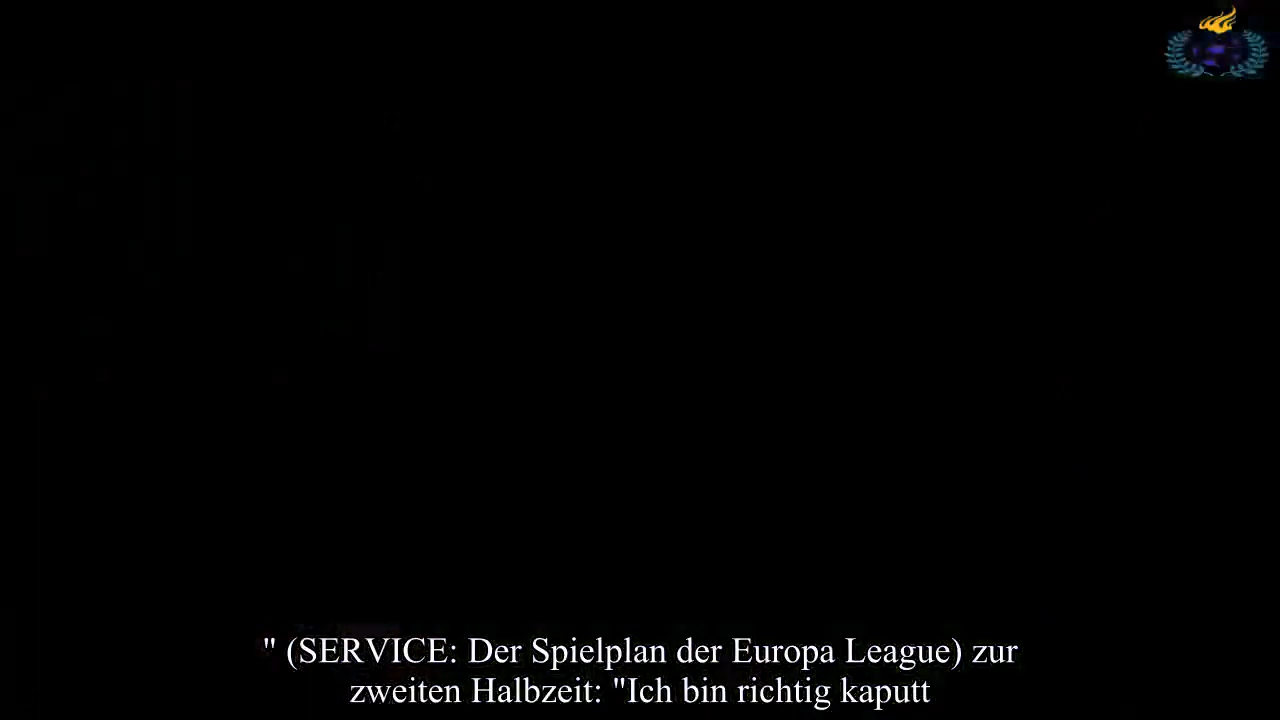 " (SERVICE: Der Spielplan der Europa League) zur
zweiten Halbzeit: "Ich bin richtig kaputt